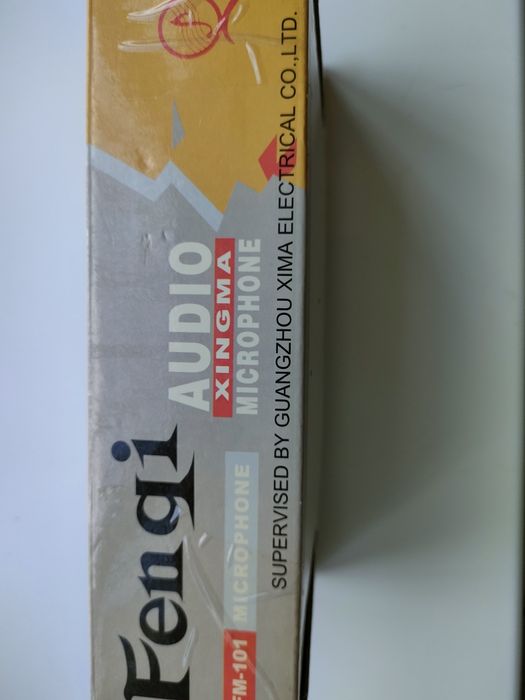 Fengi
FM-101 MICROPHONE
AUDIO
XINGMA
MICROPHONE
SUPERVISED BY GUANGZHOU XIMA ELECTRICAL CO.,LTD.